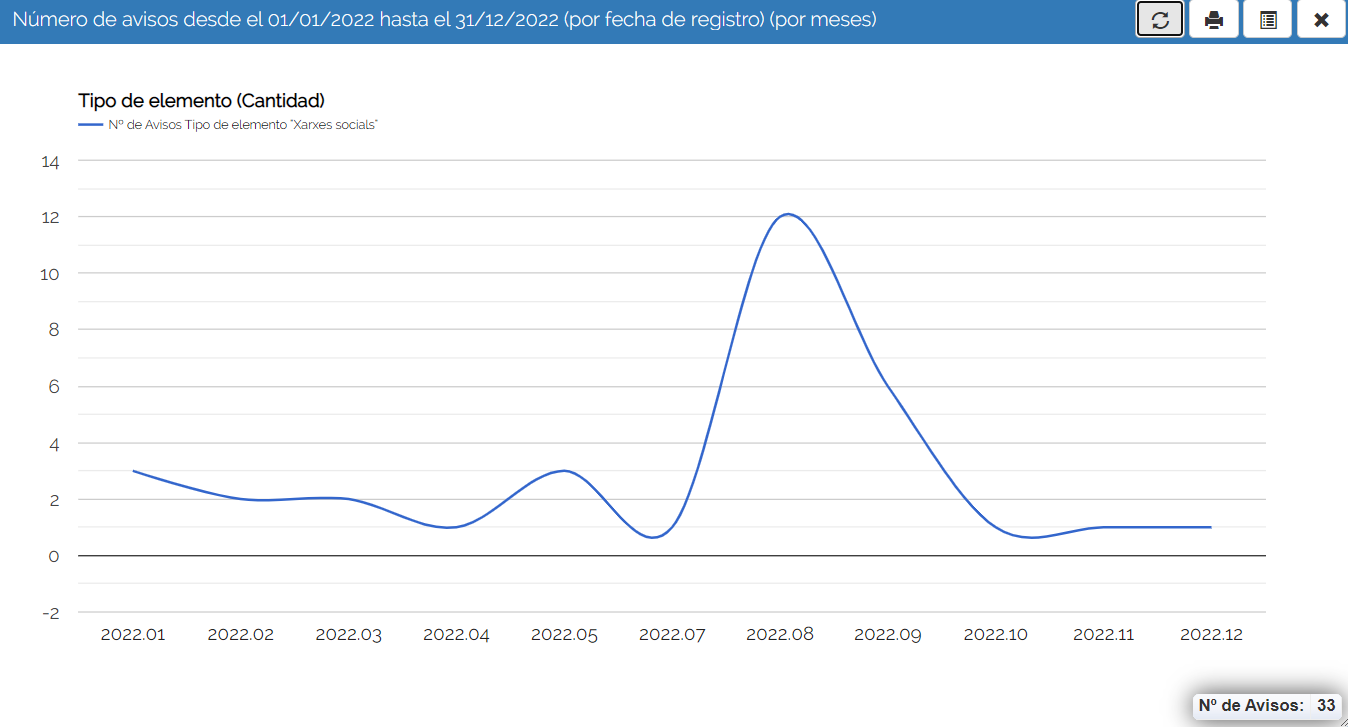 Número de avisos desde el 01/01/2022 hasta el 31/12/2022 (por fecha de registro) (por meses)
Tipo de elemento (Cantidad)
Nº de Avisos Tipo de elemento "Xarxes socials"
14
12
10
8
6
4
2
0
-2
2022.01 2022.02 2022.03 2022.04 2022.05 2022.07 2022.08 2022.09 2022.10 2022.11 2022.12
Nº de Avisos: 33